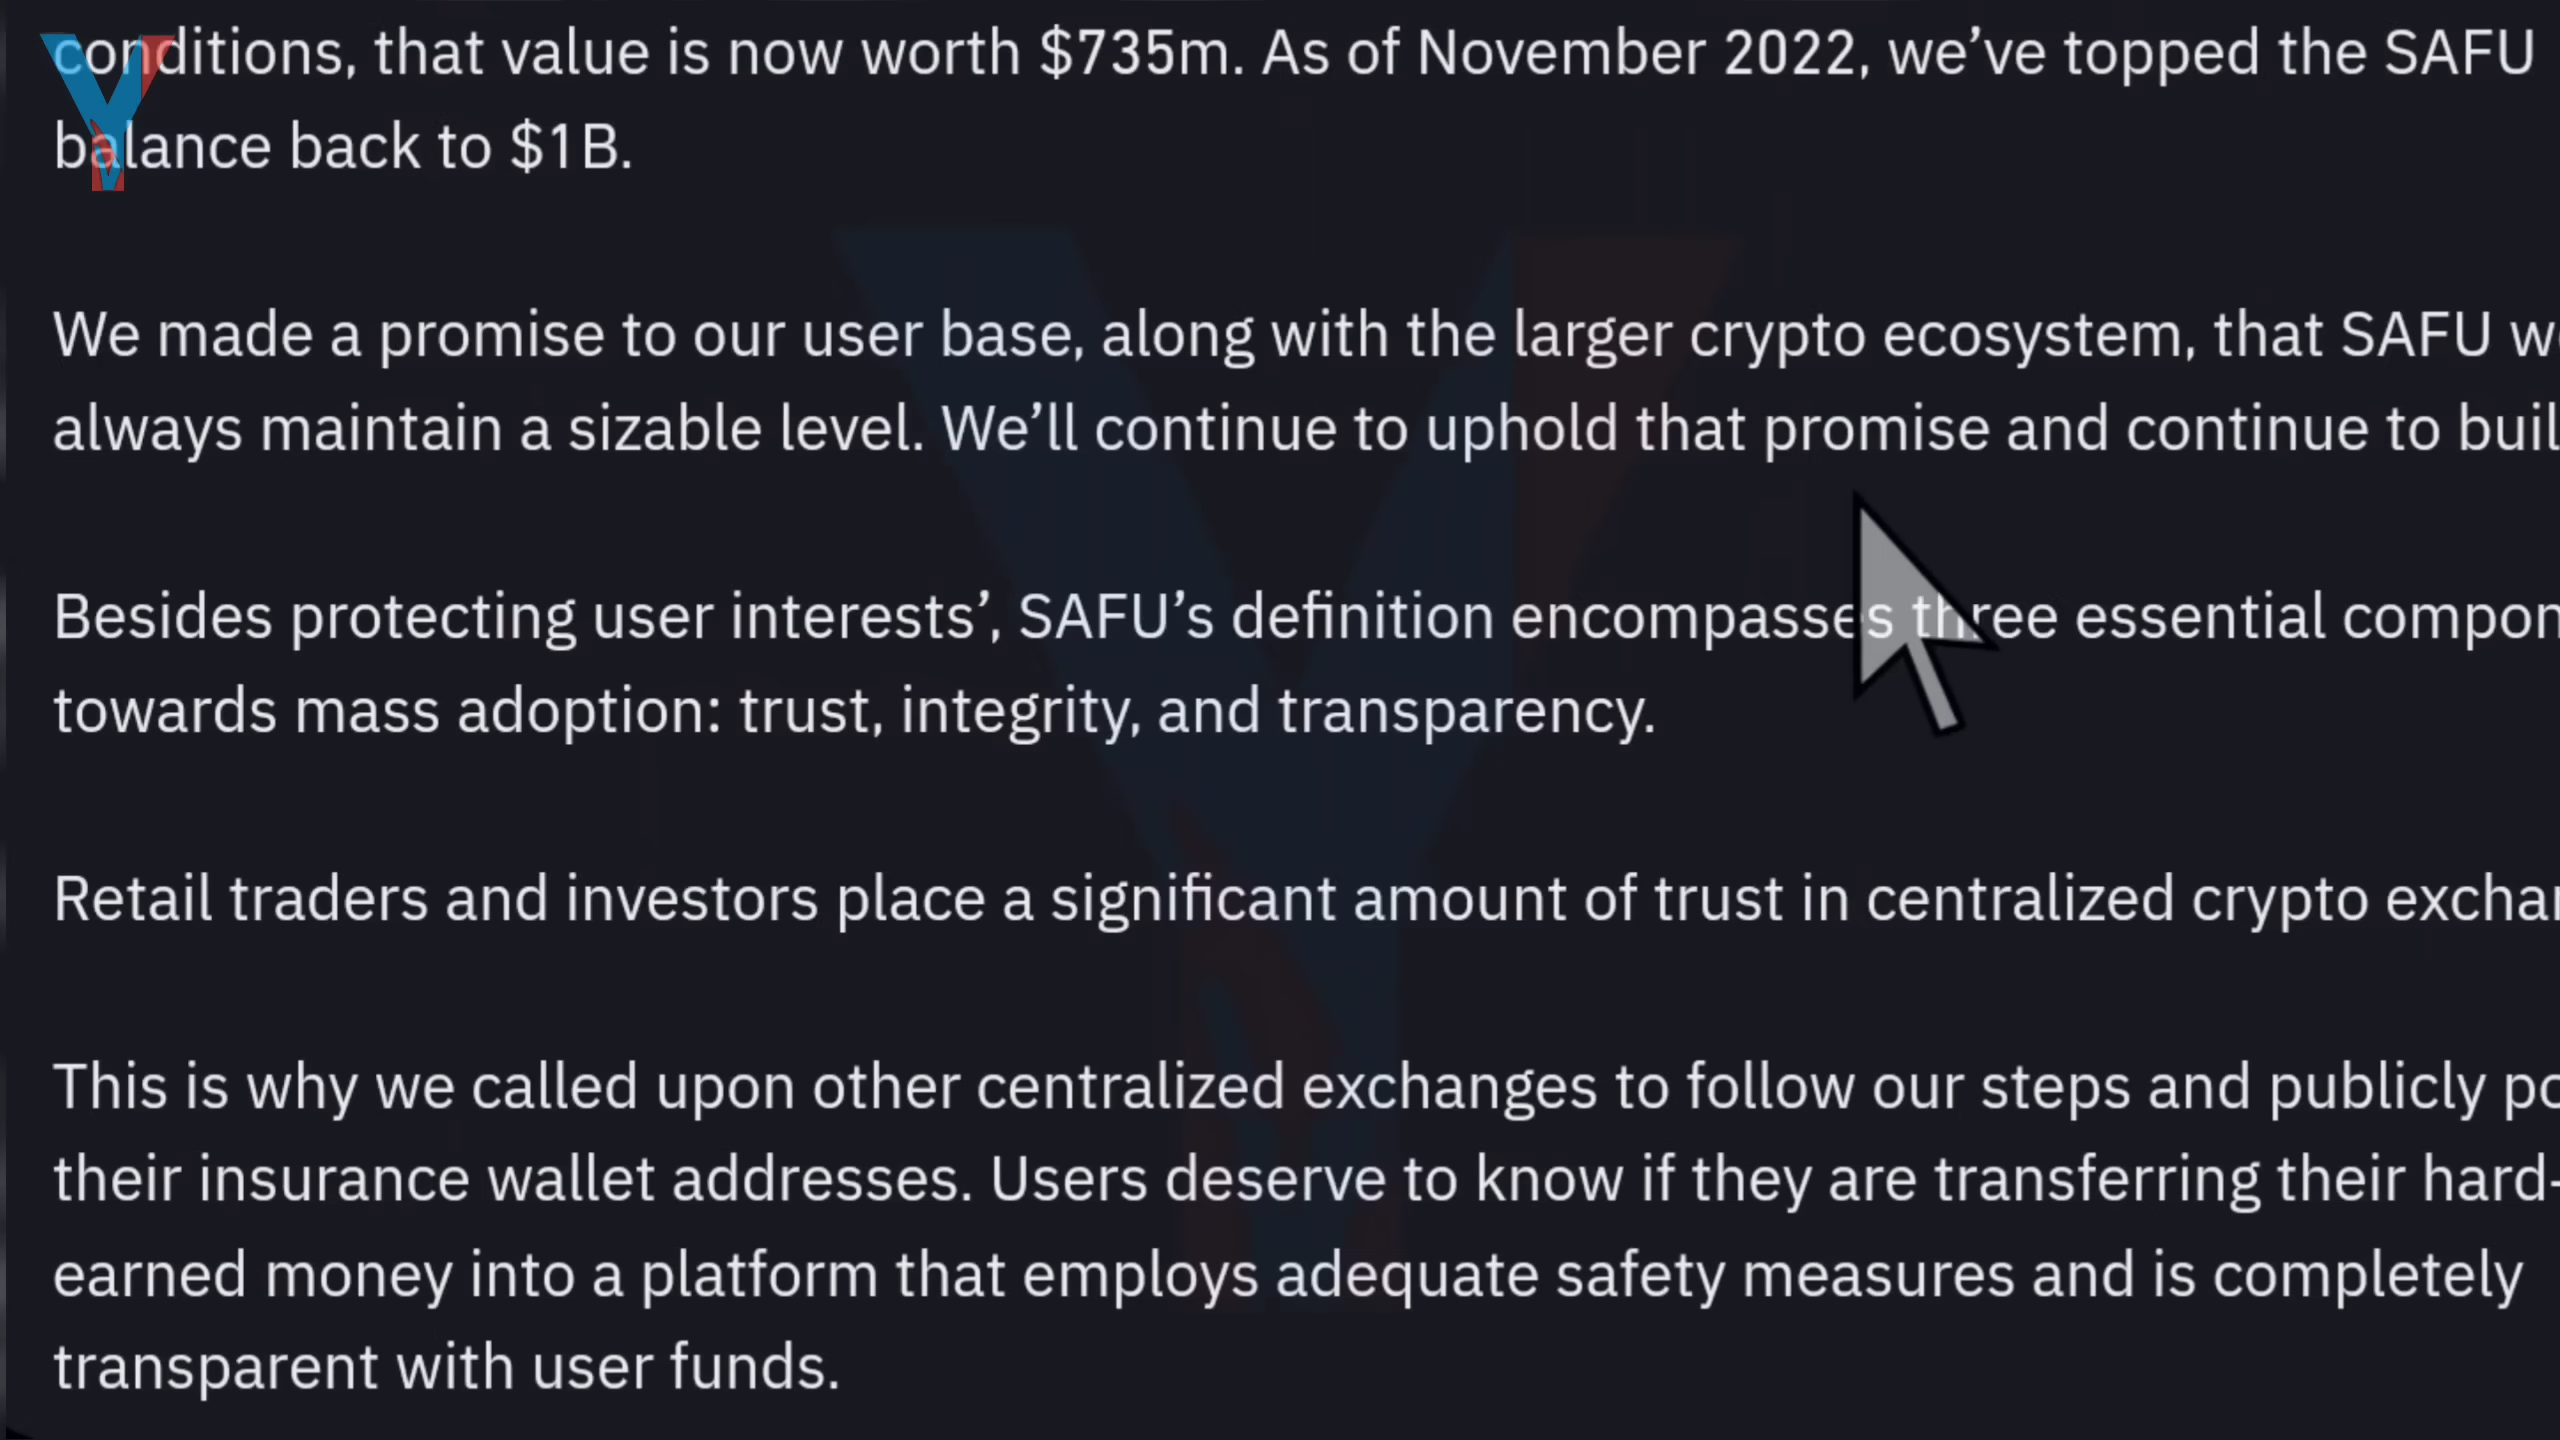 conditions, that value is now worth $735m. As of November 2022, we’ve topped the SAFU
balance back to $1B.
We made a promise to our user base, along with the larger crypto ecosystem, that SAFU
always maintain a sizable level. We’ll continue to uphold that promise and continue to
Besides protecting user interests’, SAFU’s definition encompasses three essential
towards mass adoption: trust, integrity, and transparency.
Retail traders and investors place a significant amount of trust in centralized crypto
This is why we called upon other centralized exchanges to follow our steps and publicly
their insurance wallet addresses. Users deserve to know if they are transferring their hard-
earned money into a platform that employs adequate safety measures and is completely
transparent with user funds.